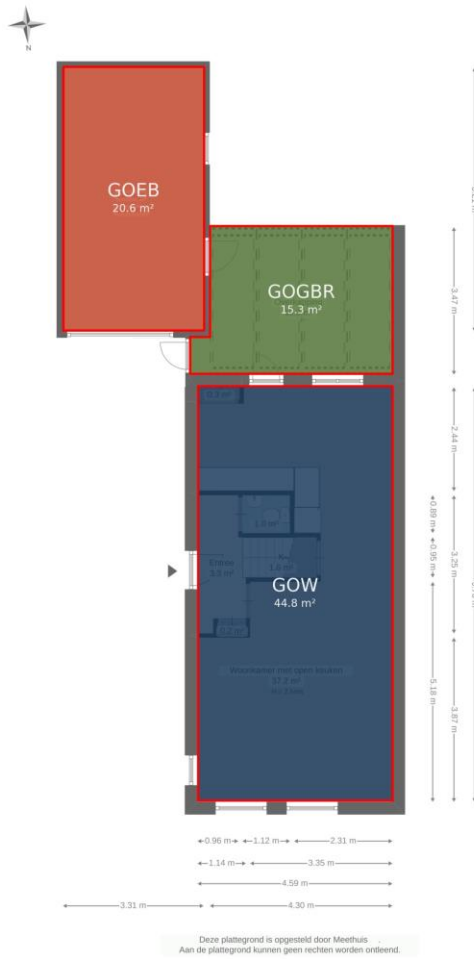 N
GOEB
20.6 m²
GOGBR
15.3 m²
3.47 m
2.44 m
0.89 m
0.95 m
3.25 m
Entree
GOW
44.8 m²
Woonkamer met open keuken
37.2 m²
5.18 m
3.87 m
0.96 m
1.12 m
2.31 m
1.14 m
3.35 m
4.59 m
3.31 m
4.30 m
Deze plattegrond is opgesteld door Meethuis .
Aan de plattegrond kunnen geen rechten worden ontleend.